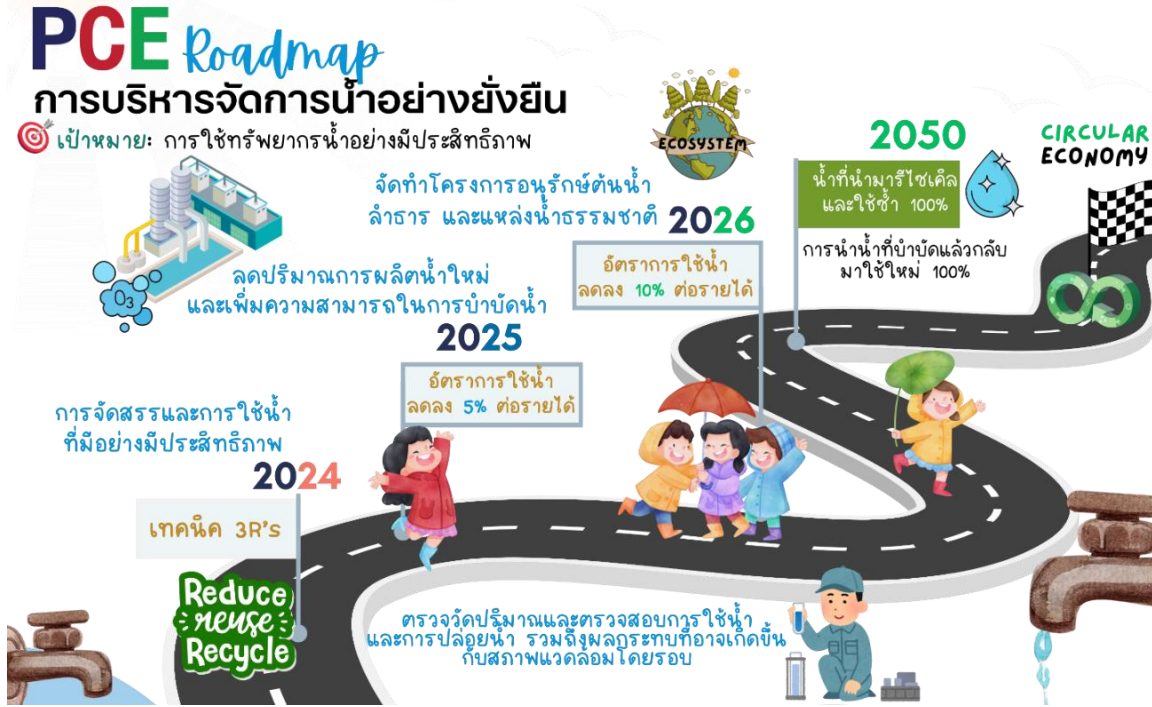 PCE Roadmap
การบริหารจัดการน้ำอย่างยั่งยืน
เป้าหมาย: การใช้ทรัพยากรน้ำอย่างมีประสิทธิภาพ
การจัดสรรและการใช้น้ำ
ที่มีอย่างมีประสิทธิภาพ
2024
เทคนิค 3R's
Reduce
reuse
Recycle
O3
ลดปริมาณการผลิตน้ำใหม่
และเพิ่มความสามารถในการบำบัดน้ำ
2025
อัตราการใช้น้ำ
ลดลง 5% ต่อรายได้
ECOSYSTEM
จัดทำโครงการอนุรักษ์ต้นน้ำ
ลำธาร และแหล่งน้ำธรรมชาติ
2026
อัตราการใช้น้ำ
ลดลง 10% ต่อรายได้
2050
น้ำที่นำมารีไซเคิล
และใช้ซ้ำ 100%
การนำน้ำที่บำบัดแล้วกลับ
มาใช้ใหม่ 100%
CIRCULAR
ECONOMY
ตรวจวัดปริมาณและตรวจสอบการใช้น้ำ
และการปล่อยน้ำ รวมถึงผลกระทบที่อาจเกิดขึ้น
กับสภาพแวดล้อมโดยรอบ